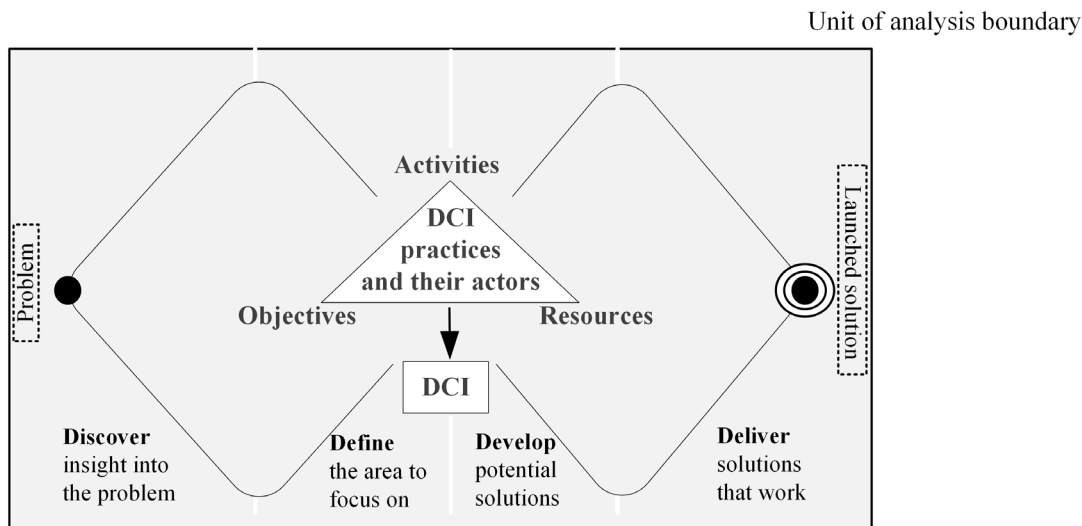 Unit of analysis boundary
Activities
DCI
practices
and their actors
Objectives
Resources
Problem
Launched solution
DCI
Discover
insight into
the problem
Define
the area to
focus on
Develop
potential
solutions
Deliver
solutions
that work